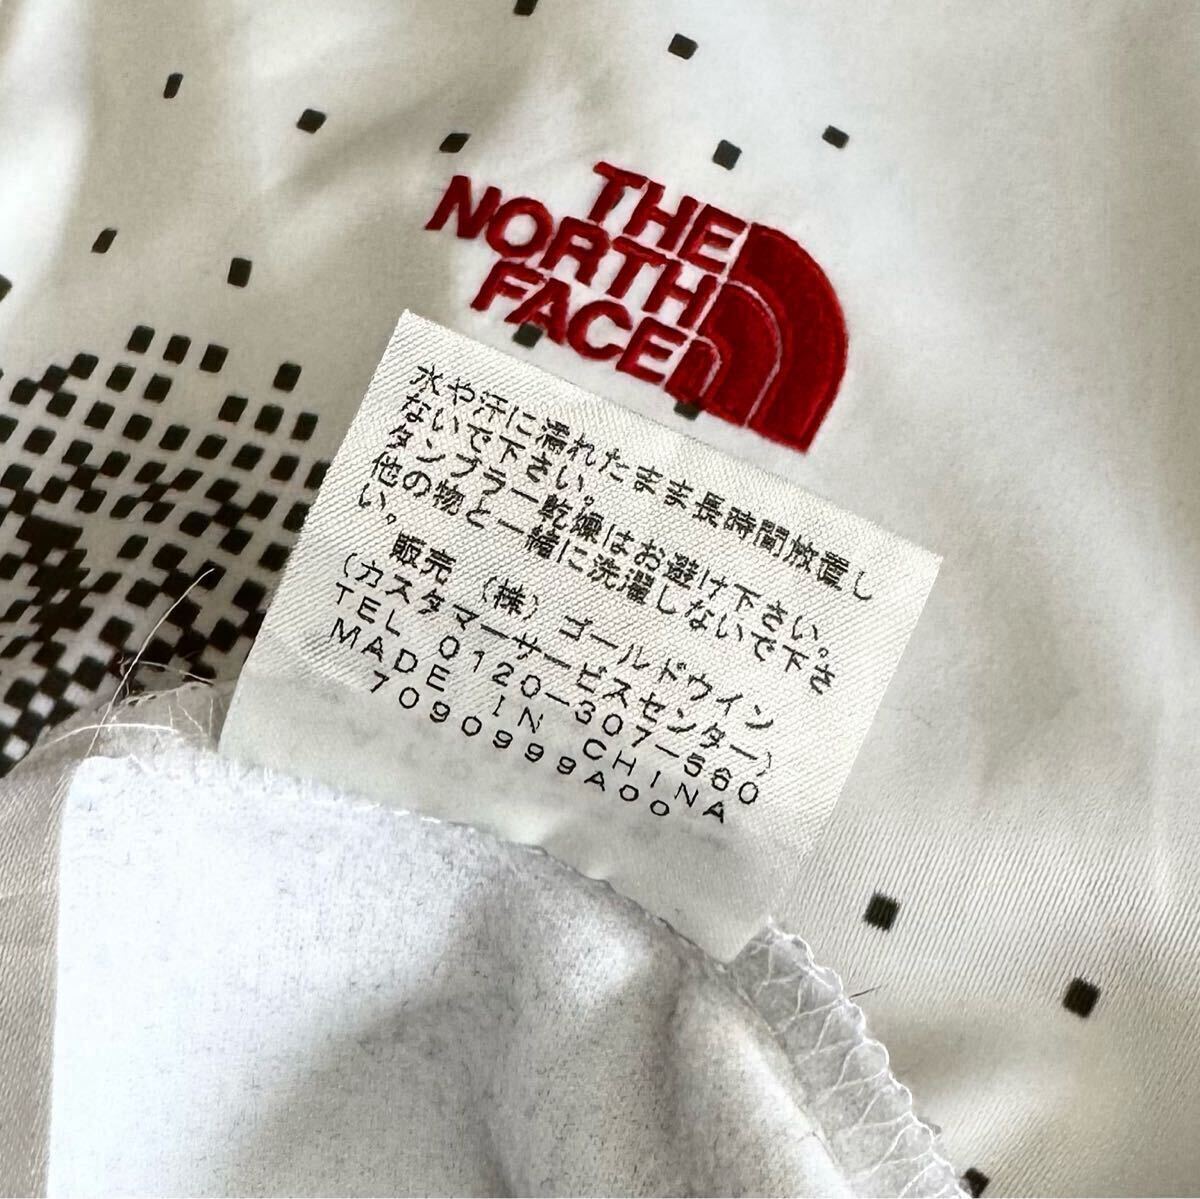 THE
NORTH
FACE
水や汗に濡れたまま長時間放置し
ないで下さい。
タンブラー乾燥はお避け下さい。
他の物と一緒に洗濯しないで下さ
い。
販売 (株) ゴールドウイン
(カスタマーサービスセンター)
TEL 0120-307-560
MADE IN CHINA
7090999A00